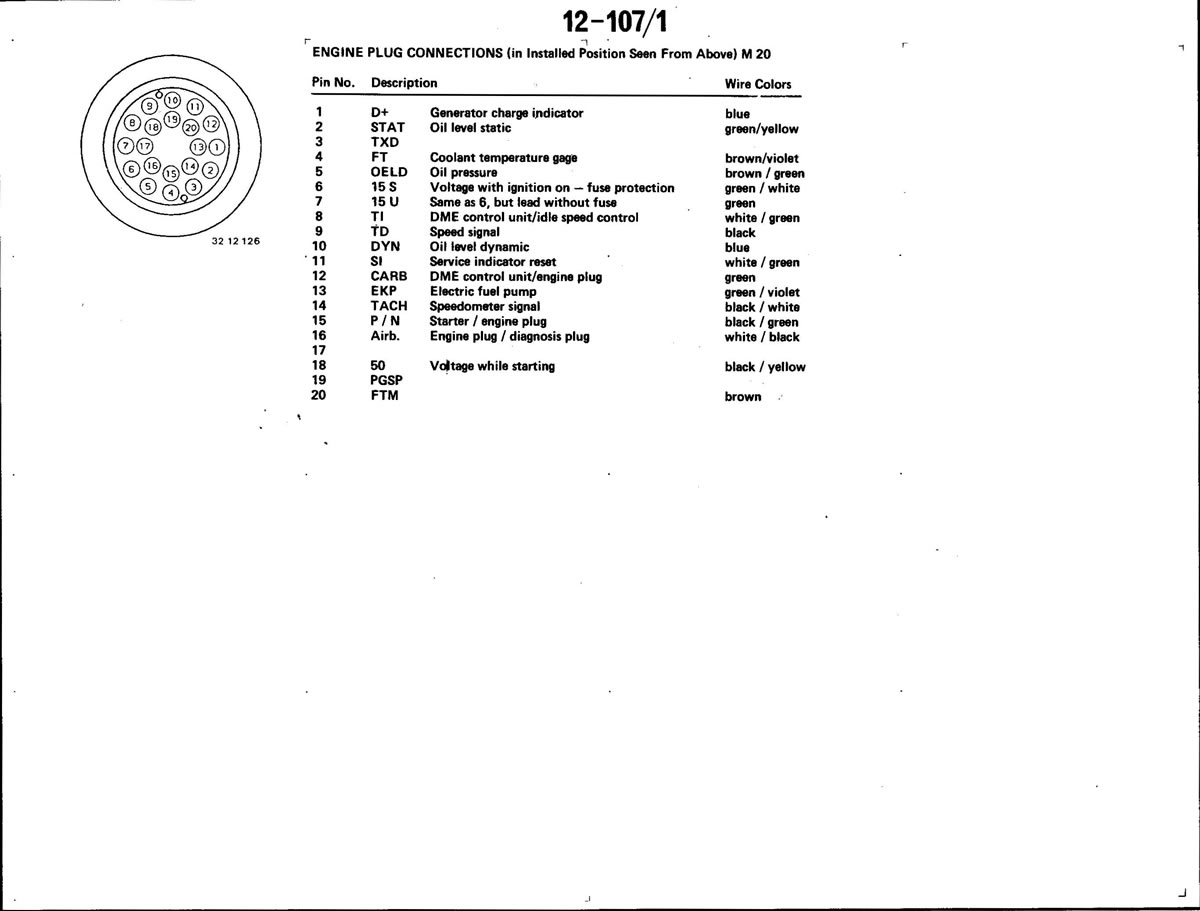 12-107/1
ENGINE PLUG CONNECTIONS (in Installed Position Seen From Above) M 20
Pin No. Description Wire Colors
1 D+ Generator charge indicator blue
2 STAT Oil level static green/yellow
3 TXD
4 FT Coolant temperature gage brown/violet
5 OELD Oil pressure brown / green
6 15 S Voltage with ignition on – fuse protection green / white
7 15 U Same as 6, but lead without fuse green
8 TI DME control unit/idle speed control white / green
9 TD Speed signal black
10 DYN Oil level dynamic blue
11 SI Service indicator reset white / green
12 CARB DME control unit/engine plug green
13 EKP Electric fuel pump green / violet
14 TACH Speedometer signal black / white
15 P / N Starter / engine plug black / green
16 Airb. Engine plug / diagnosis plug white / black
17
18 50 Voltage while starting black / yellow
19 PGSP
20 FTM brown
9 10 11
8 18 19 20 12
7 17 13 1
6 16 15 14 2
5 4 3
32 12 126